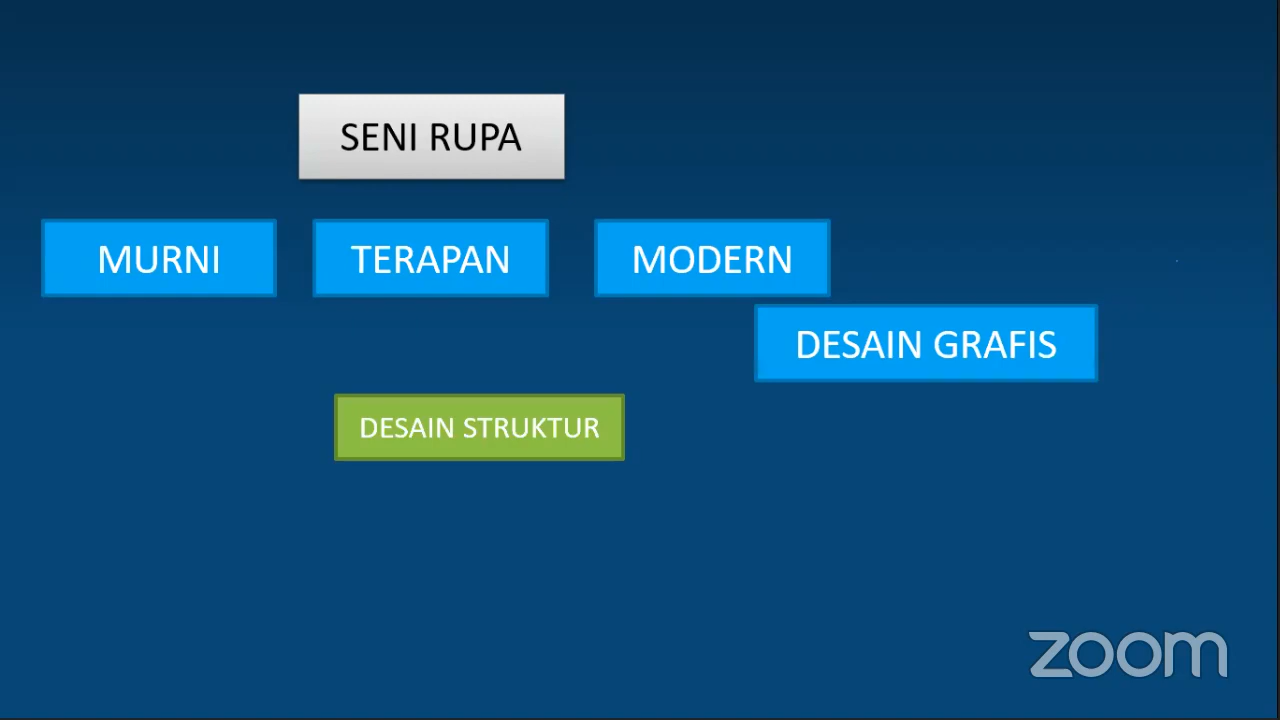 SENI RUPA
MURNI
TERAPAN
MODERN
DESAIN GRAFIS
DESAIN STRUKTUR
zoom